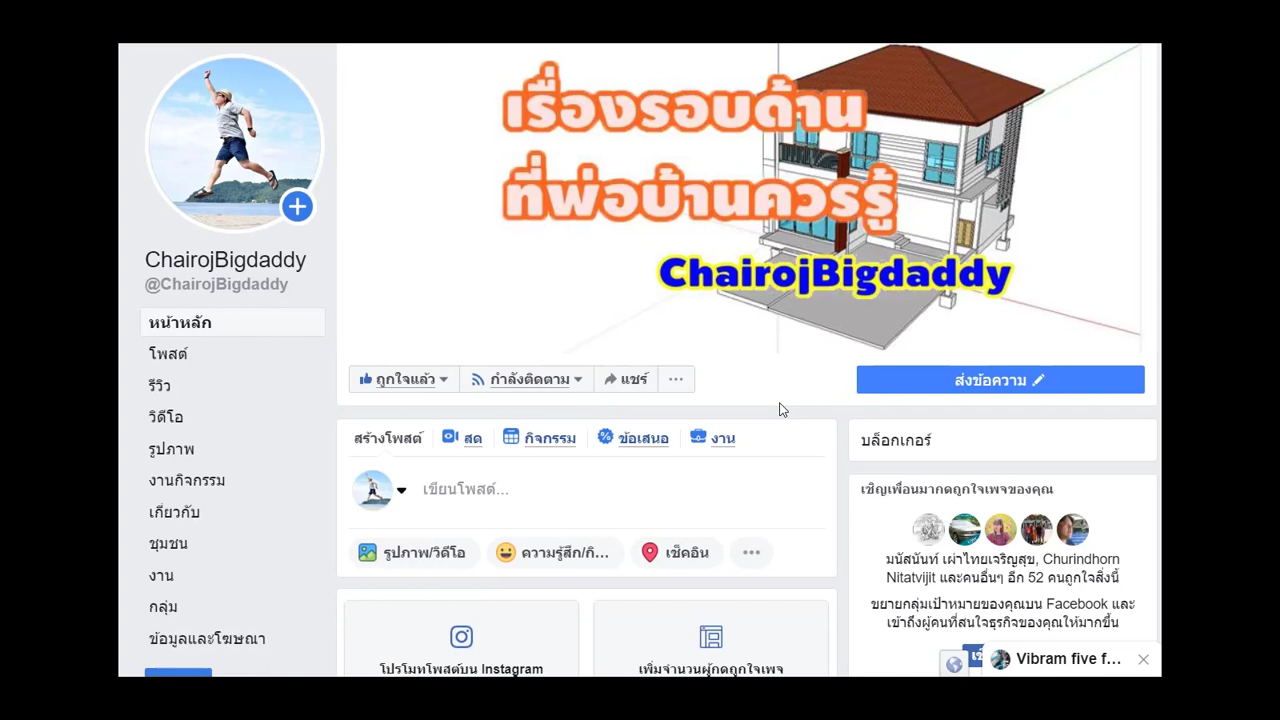 เรื่องรอบด้าน
ที่พ่อบ้านควรรู้
ChairojBigdaddy
ChairojBigdaddy
@ChairojBigdaddy
หน้าหลัก
โพสต์
รีวิว
วิดีโอ
รูปภาพ
งานกิจกรรม
เกี่ยวกับ
ชุมชน
งาน
กลุ่ม
ข้อมูลและโฆษณา
ถูกใจแล้ว กำลังติดตาม แชร์ ...
ส่งข้อความ
สร้างโพสต์ สด กิจกรรม ข้อเสนอ งาน
เขียนโพสต์...
รูปภาพ/วิดีโอ ความรู้สึก/กิ... เช็คอิน
โปรโมทโพสต์บน Instagram
เพิ่มจำนวนผู้กดถูกใจเพจ
บล็อกเกอร์
เชิญเพื่อนมากดถูกใจเพจของคุณ
มนัสนันท์ เผ่าไทยเจริญสุข, Churindhorn
Nitatvijit และคนอื่นๆ อีก 52 คนถูกใจสิ่งนี้
ขยายกลุ่มเป้าหมายของคุณบน Facebook และ
เข้าถึงผู้คนที่สนใจธุรกิจของคุณให้มากขึ้น
Vibram five f...